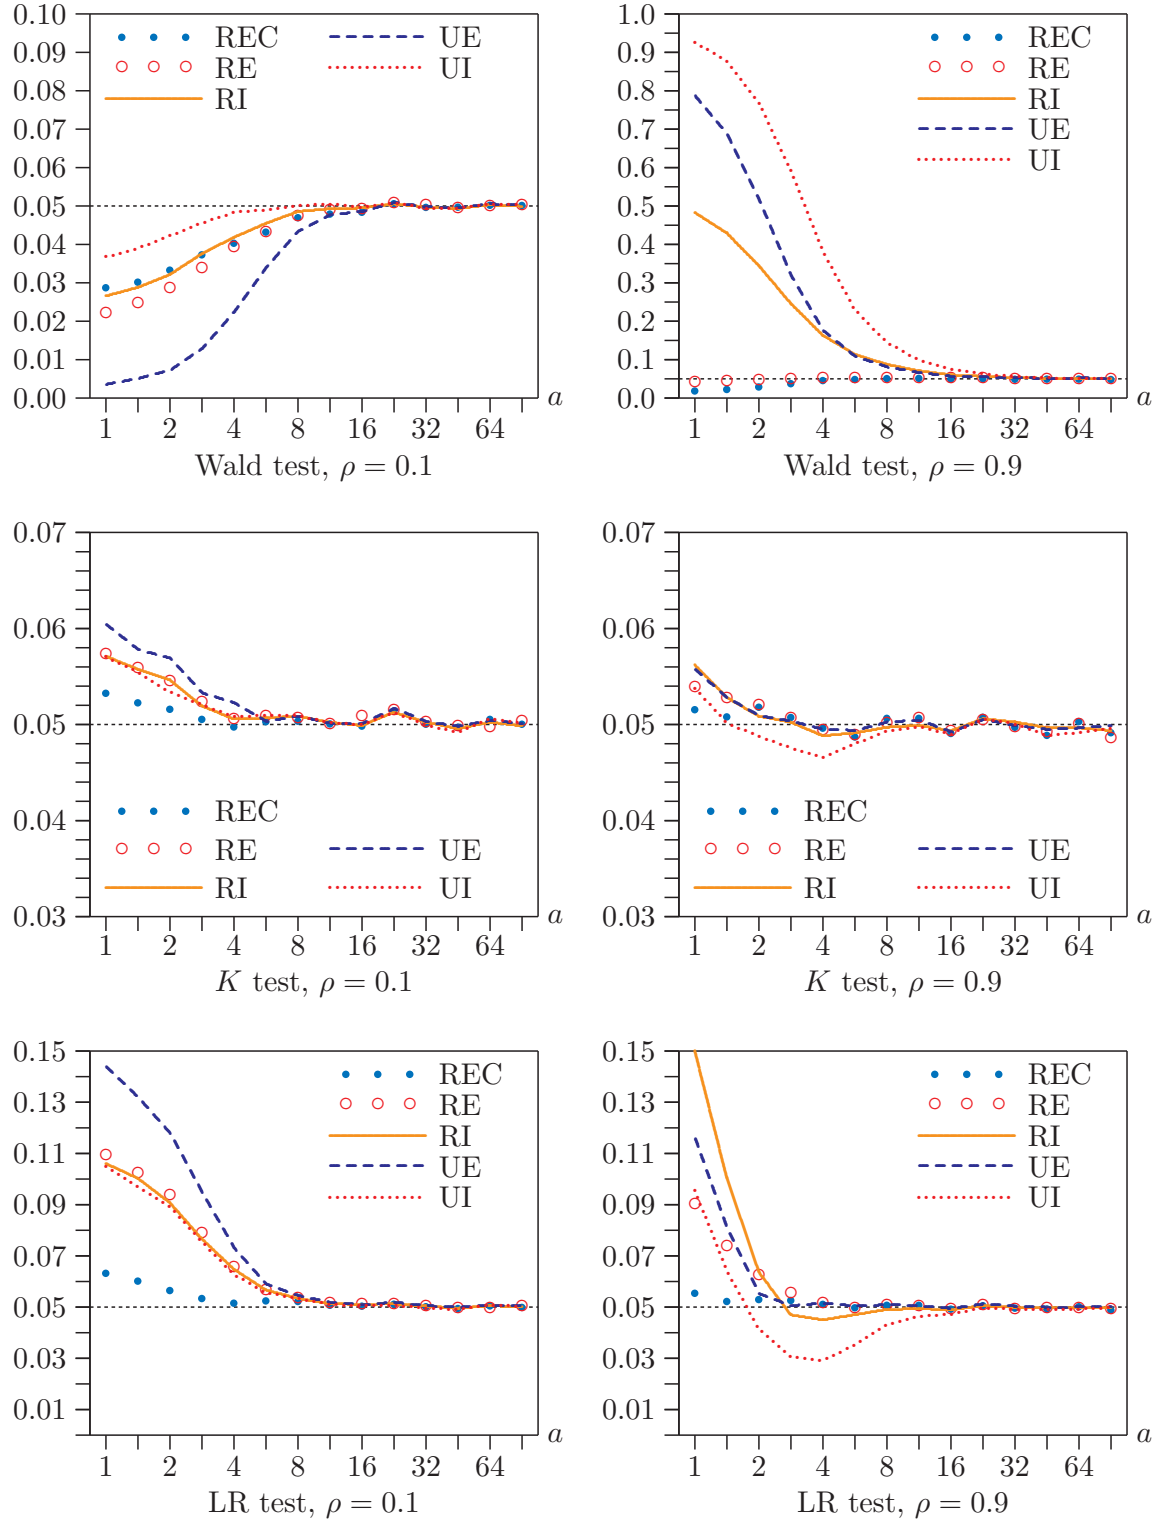 0.10
0.09
0.08
0.07
0.06
0.05
0.04
0.03
0.02
0.01
0.00
REC
RE
RI
UE
UI
1 2 4 8 16 32 64
a
Wald test, ρ = 0.1
1.0
0.9
0.8
0.7
0.6
0.5
0.4
0.3
0.2
0.1
0.0
REC
RE
RI
UE
UI
1 2 4 8 16 32 64
a
Wald test, ρ = 0.9
0.07
0.06
0.05
0.04
0.03
REC
RE
RI
UE
UI
1 2 4 8 16 32 64
a
K test, ρ = 0.1
0.07
0.06
0.05
0.04
0.03
REC
RE
RI
UE
UI
1 2 4 8 16 32 64
a
K test, ρ = 0.9
0.15
0.13
0.11
0.09
0.07
0.05
0.03
0.01
REC
RE
RI
UE
UI
1 2 4 8 16 32 64
a
LR test, ρ = 0.1
0.15
0.13
0.11
0.09
0.07
0.05
0.03
0.01
REC
RE
RI
UE
UI
1 2 4 8 16 32 64
a
LR test, ρ = 0.9